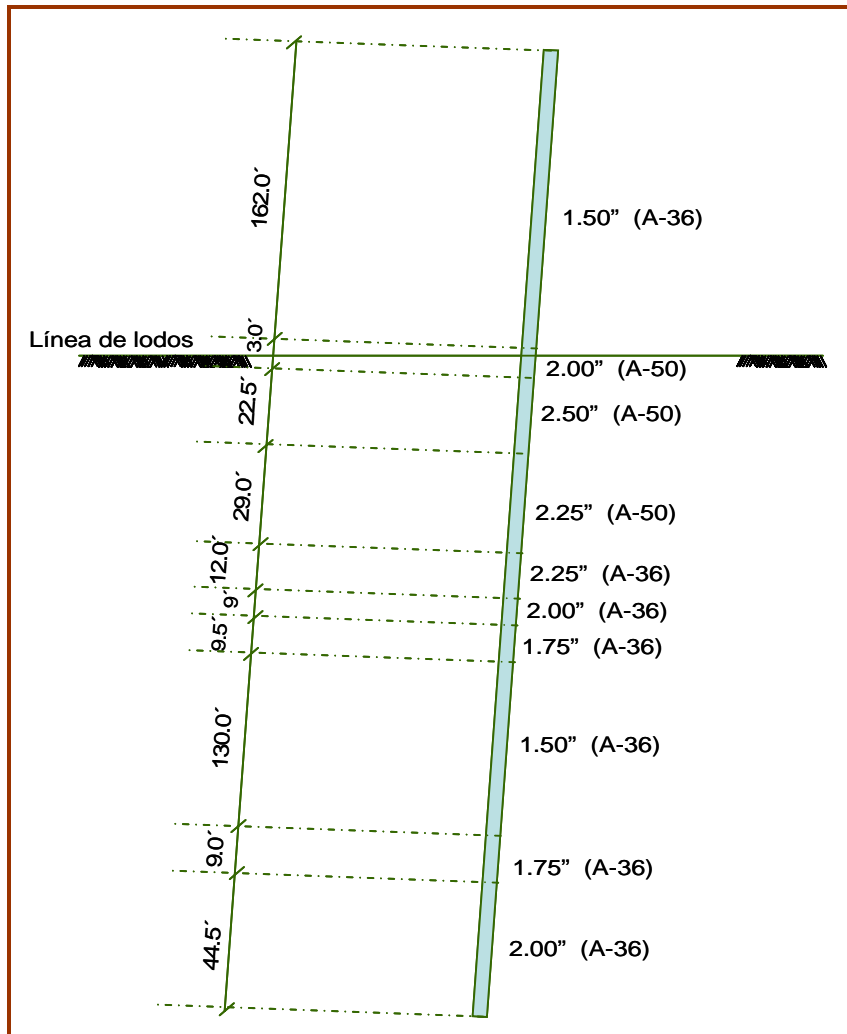 162.0´
1.50” (A-36)
Línea de lodos
3.0´
2.00” (A-50)
22.5´
2.50” (A-50)
29.0´
2.25” (A-50)
12.0´
2.25” (A-36)
9´
2.00” (A-36)
9.5´
1.75” (A-36)
130.0´
1.50” (A-36)
9.0´
1.75” (A-36)
44.5´
2.00” (A-36)